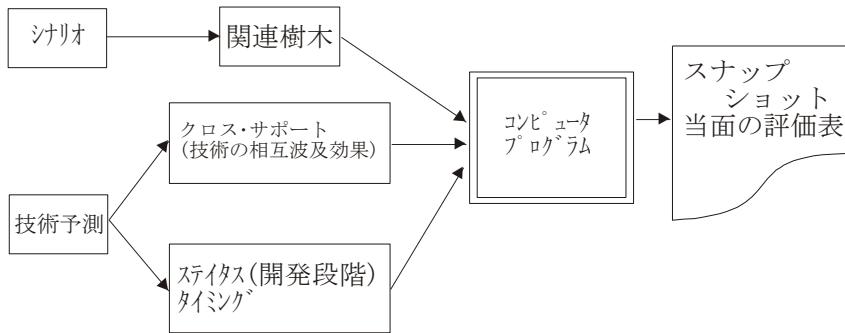 ｼﾅﾘｵ
関連樹木
クロス・サポート
(技術の相互波及効果)
技術予測
ｽﾃｲﾀｽ(開発段階)
ﾀｲﾐﾝｸﾞ
ｺﾝﾋﾟｭｰﾀ
ﾌﾟﾛｸﾞﾗﾑ
スナップ
ショット
当面の評価表